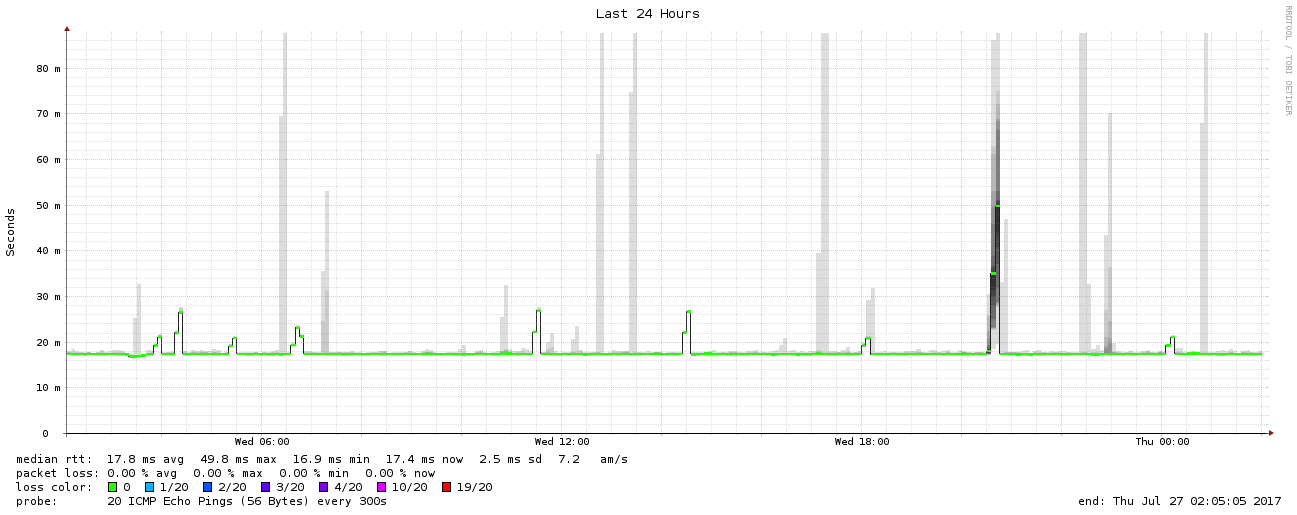 Last 24 Hours
RRDTOOL / TOBI OETIKER
Seconds
80 m
70 m
60 m
50 m
40 m
30 m
20 m
10 m
0
Wed 06:00 Wed 12:00 Wed 18:00 Thu 00:00
median rtt: 17.8 ms avg 49.8 ms max 16.9 ms min 17.4 ms now 2.5 ms sd 7.2 am/s
packet loss: 0.00 % avg 0.00 % max 0.00 % min 0.00 % now
loss color: 0 1/20 2/20 3/20 4/20 10/20 19/20
probe: 20 ICMP Echo Pings (56 Bytes) every 300s end: Thu Jul 27 02:05:05 2017